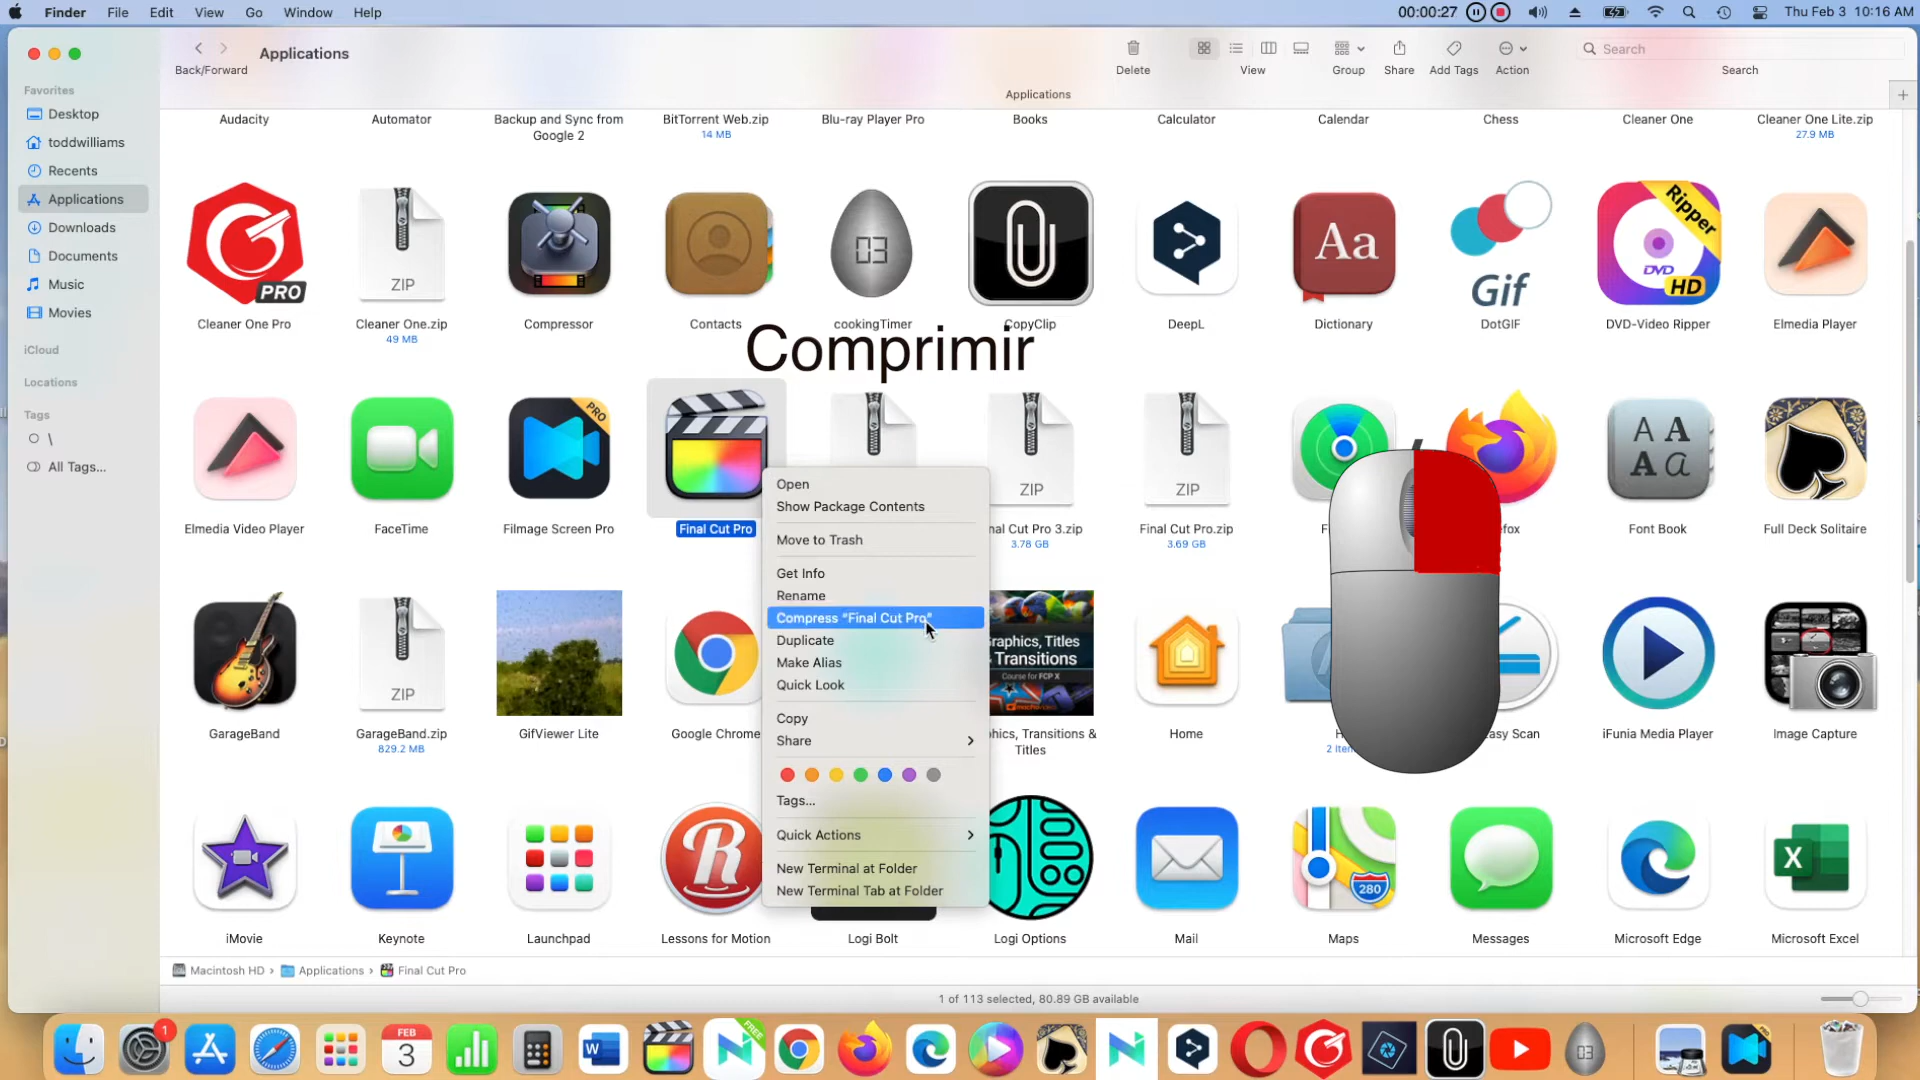 Finder File Edit View Go Window Help 00:00:27 Thu Feb 3 10:16 AM
Back/Forward Applications Delete View Group Share Add Tags Action Search Search
Applications
Favorites
Desktop
toddwilliams
Recents
Applications
Downloads
Documents
Music
Movies
iCloud
Locations
Tags
\
All Tags...
Audacity Automator Backup and Sync from BitTorrent Web.zip Blu-ray Player Pro Books Calculator Calendar Chess Cleaner One Cleaner One Lite.zip
Google 2 14 MB 27.9 MB
PRO ZIP 03 Aa Gif Ripper DVD HD
Cleaner One Pro Cleaner One.zip Compressor Contacts cookingTimer CopyClip DeepL Dictionary DotGIF DVD-Video Ripper Elmedia Player
49 MB
Comprimir
PRO ZIP ZIP A A A a
Elmedia Video Player FaceTime Filmage Screen Pro Final Cut Pro nal Cut Pro 3.zip Final Cut Pro.zip F efox Font Book Full Deck Solitaire
3.78 GB 3.69 GB
Open
Show Package Contents
Move to Trash
Get Info
Rename
Compress “Final Cut Pro”
Duplicate
Make Alias
Quick Look
Copy
Share
Tags...
Quick Actions
New Terminal at Folder
New Terminal Tab at Folder
ZIP
raphics, Titles
Transitions
Course for FCP X
GarageBand GarageBand.zip GifViewer Lite Google Chrome hics, Transitions & Home H asy Scan iFunia Media Player Image Capture
829.2 MB Titles 2 iten
R 280 X
iMovie Keynote Launchpad Lessons for Motion Logi Bolt Logi Options Mail Maps Messages Microsoft Edge Microsoft Excel
Macintosh HD › Applications › Final Cut Pro
1 of 113 selected, 80.89 GB available
1 FEB 3 W FREE 03 PRO